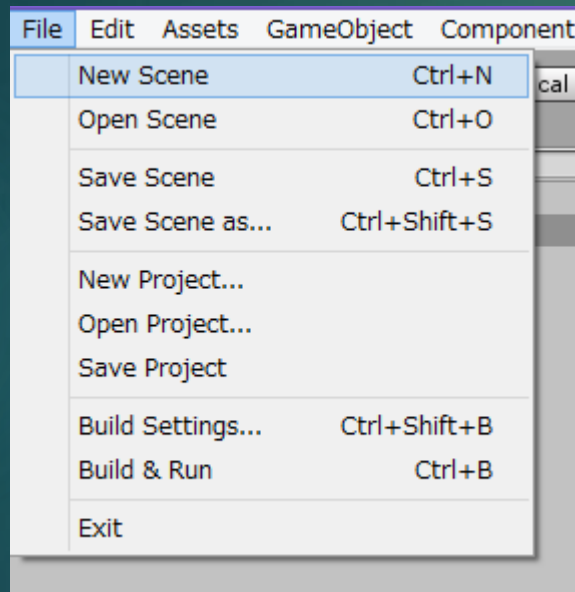 File Edit Assets GameObject Component
New Scene Ctrl+N
cal
Open Scene Ctrl+O
Save Scene Ctrl+S
Save Scene as... Ctrl+Shift+S
New Project...
Open Project...
Save Project
Build Settings... Ctrl+Shift+B
Build & Run Ctrl+B
Exit